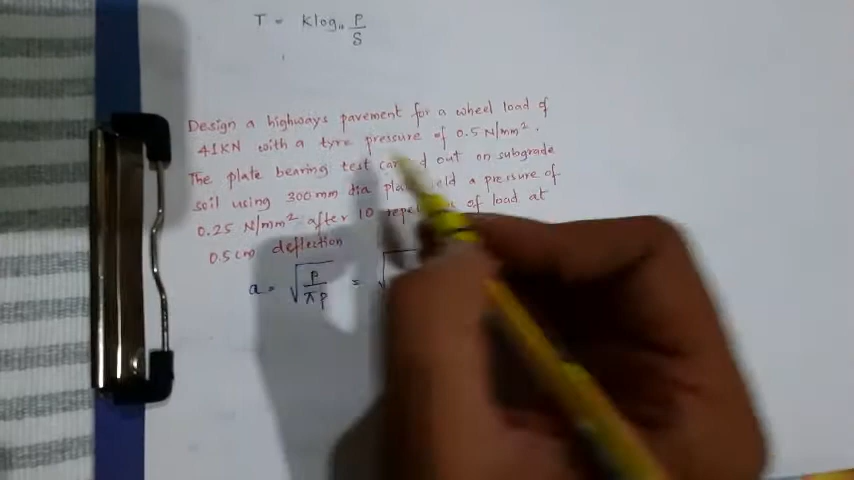 T = K log₁₀ P/S
Design a highways pavement for a wheel load of
41KN with a tyre pressure of 0.5 N/mm².
The plate bearing test out on subgrade
soil using 300mm dia a pressure of
0.25 N/mm² after 10 of load at
0.5cm deflection
a = √(P/πp) = √